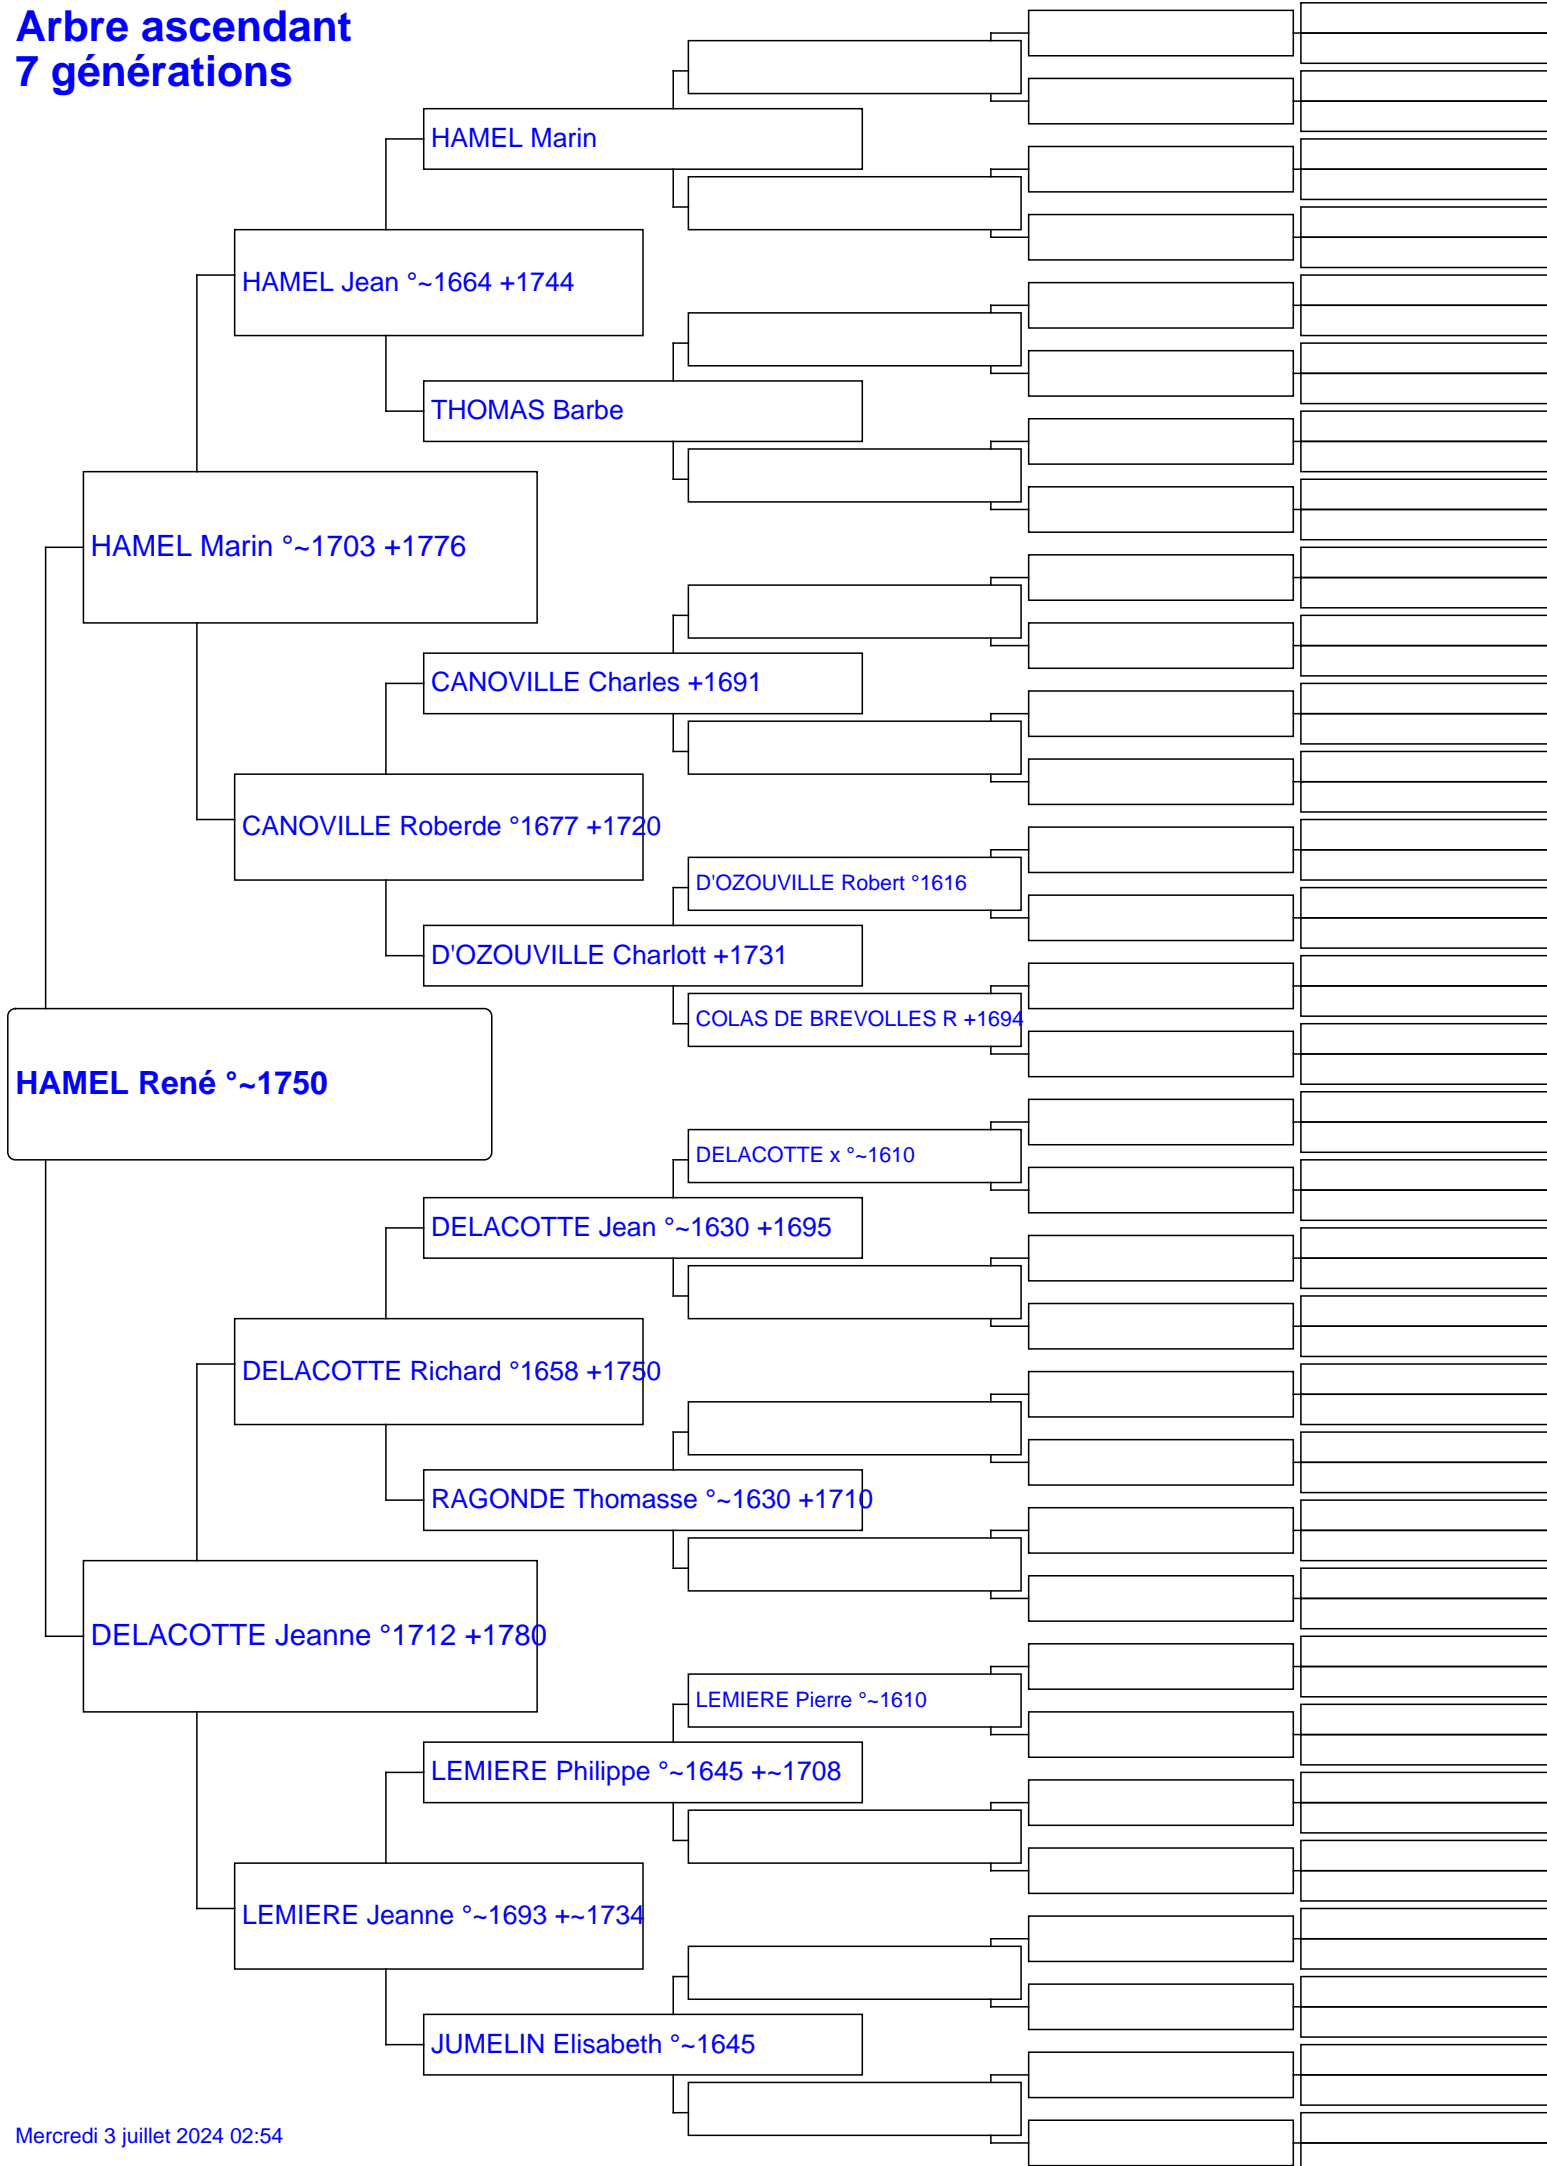 Arbre ascendant
7 générations
HAMEL Marin
HAMEL Jean °~1664 +1744
THOMAS Barbe
HAMEL Marin °~1703 +1776
CANOVILLE Charles +1691
CANOVILLE Roberde °1677 +1720
D'OZOUVILLE Robert °1616
D'OZOUVILLE Charlott +1731
COLAS DE BREVOLLES R +1694
HAMEL René °~1750
DELACOTTE x °~1610
DELACOTTE Jean °~1630 +1695
DELACOTTE Richard °1658 +1750
RAGONDE Thomasse °~1630 +1710
DELACOTTE Jeanne °1712 +1780
LEMIERE Pierre °~1610
LEMIERE Philippe °~1645 +~1708
LEMIERE Jeanne °~1693 +~1734
JUMELIN Elisabeth °~1645
Mercredi 3 juillet 2024 02:54